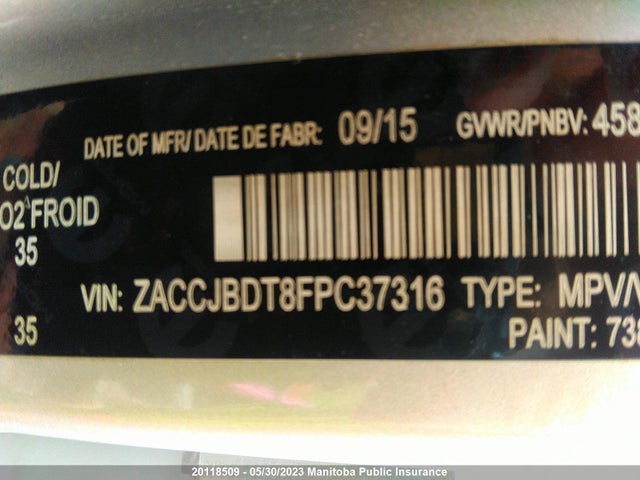 DATE OF MFR/ DATE DE FABR: 09/15 GVWR/PNBV: 458
COLD/
O2 FROID
35
VIN: ZACCJBDT8FPC37316 TYPE: MPV/
35
PAINT: 738
20118509 - 05/30/2023 Manitoba Public Insurance